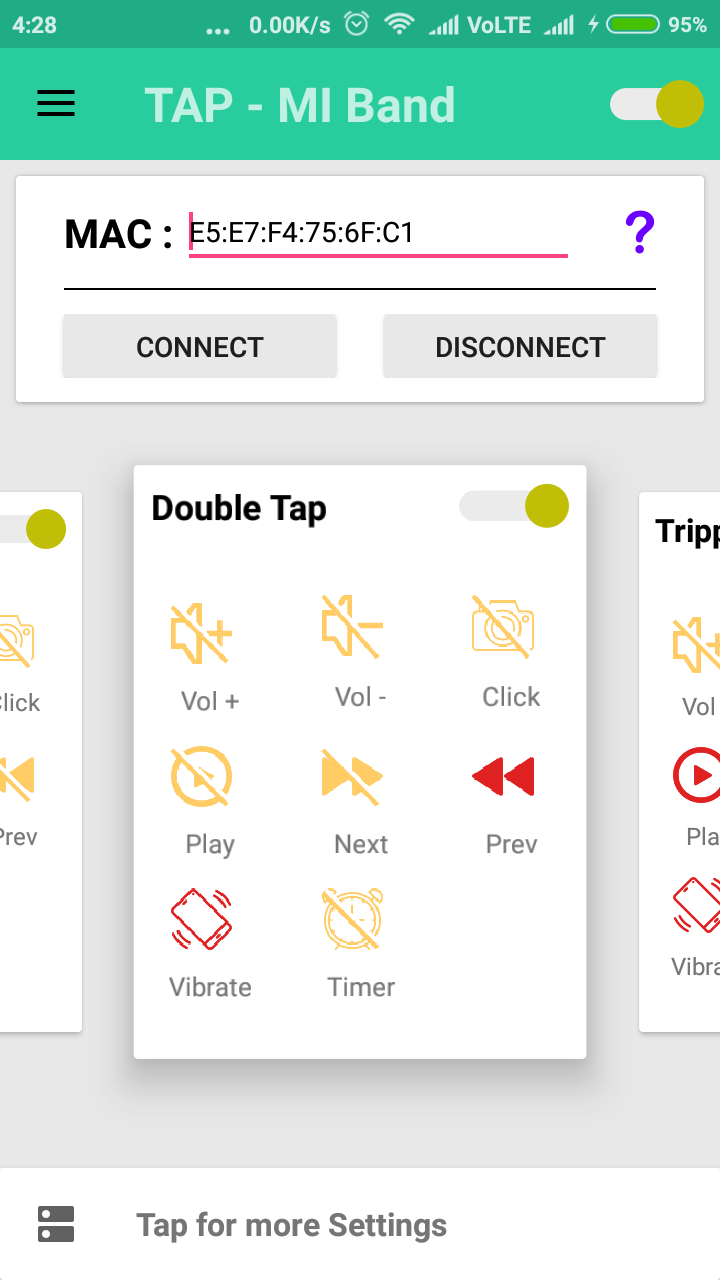 4:28 ... 0.00K/s VoLTE 95%
TAP - MI Band
MAC : E5:E7:F4:75:6F:C1 ?
CONNECT DISCONNECT
Double Tap Tripp
Vol + Vol - Click
lick Vol
Play Next Prev
Prev Pla
Vibrate Timer
Vibra
Tap for more Settings